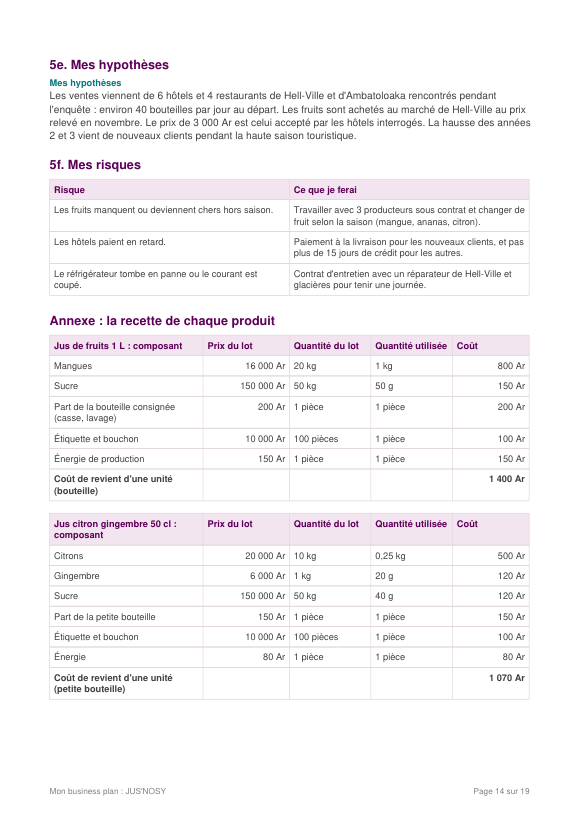 5e. Mes hypothèses
Mes hypothèses
Les ventes viennent de 6 hôtels et 4 restaurants de Hell-Ville et d'Ambatoloaka rencontrés pendant
l'enquête : environ 40 bouteilles par jour au départ. Les fruits sont achetés au marché de Hell-Ville au prix
relevé en novembre. Le prix de 3 000 Ar est celui accepté par les hôtels interrogés. La hausse des années
2 et 3 vient de nouveaux clients pendant la haute saison touristique.
5f. Mes risques
Risque Ce que je ferai
Les fruits manquent ou deviennent chers hors saison. Travailler avec 3 producteurs sous contrat et changer de
fruit selon la saison (mangue, ananas, citron).
Les hôtels paient en retard. Paiement à la livraison pour les nouveaux clients, et pas
plus de 15 jours de crédit pour les autres.
Le réfrigérateur tombe en panne ou le courant est Contrat d'entretien avec un réparateur de Hell-Ville et
coupé. glacières pour tenir une journée.
Annexe : la recette de chaque produit
Jus de fruits 1 L : composant Prix du lot Quantité du lot Quantité utilisée Coût
Mangues 16 000 Ar 20 kg 1 kg 800 Ar
Sucre 150 000 Ar 50 kg 50 g 150 Ar
Part de la bouteille consignée 200 Ar 1 pièce 1 pièce 200 Ar
(casse, lavage)
Étiquette et bouchon 10 000 Ar 100 pièces 1 pièce 100 Ar
Énergie de production 150 Ar 1 pièce 1 pièce 150 Ar
Coût de revient d'une unité 1 400 Ar
(bouteille)
Jus citron gingembre 50 cl : Prix du lot Quantité du lot Quantité utilisée Coût
composant
Citrons 20 000 Ar 10 kg 0,25 kg 500 Ar
Gingembre 6 000 Ar 1 kg 20 g 120 Ar
Sucre 150 000 Ar 50 kg 40 g 120 Ar
Part de la petite bouteille 150 Ar 1 pièce 1 pièce 150 Ar
Étiquette et bouchon 10 000 Ar 100 pièces 1 pièce 100 Ar
Énergie 80 Ar 1 pièce 1 pièce 80 Ar
Coût de revient d'une unité 1 070 Ar
(petite bouteille)
Mon business plan : JUS'NOSY Page 14 sur 19